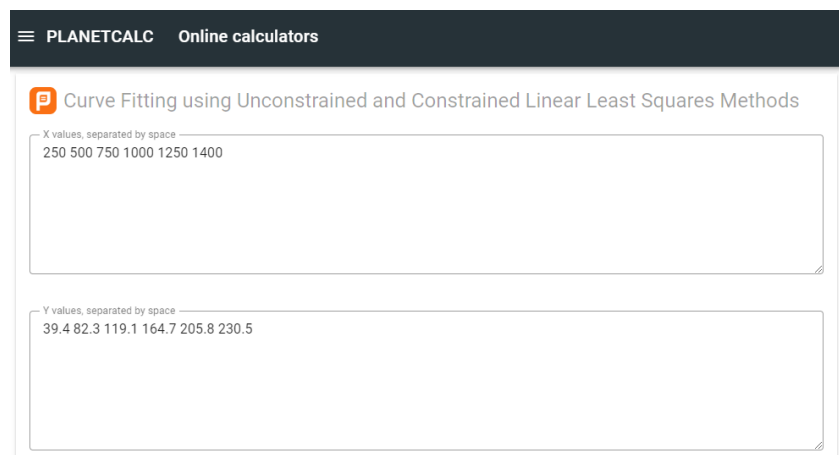 PLANETCALC Online calculators
Curve Fitting using Unconstrained and Constrained Linear Least Squares Methods
X values, separated by space
250 500 750 1000 1250 1400
Y values, separated by space
39.4 82.3 119.1 164.7 205.8 230.5